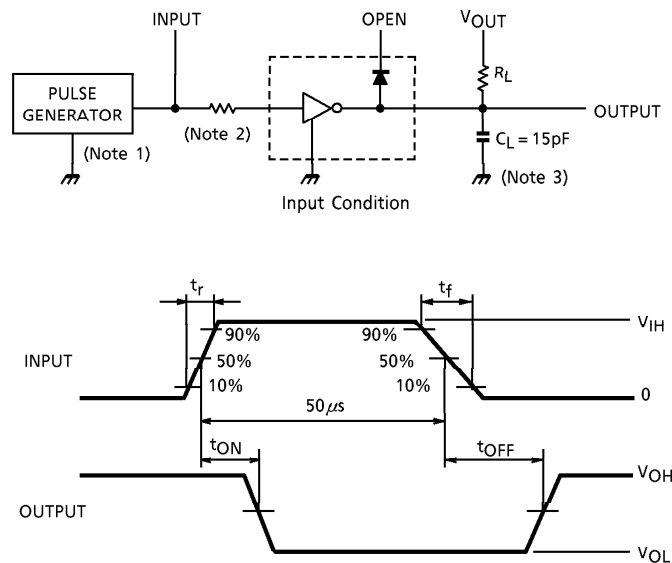 INPUT
OPEN
VOUT
PULSE
GENERATOR
(Note 1)
(Note 2)
RL
OUTPUT
CL = 15pF
(Note 3)
Input Condition
tr
tf
VIH
90%
90%
INPUT
50%
50%
10%
10%
0
50μs
tON
tOFF
VOH
OUTPUT
VOL